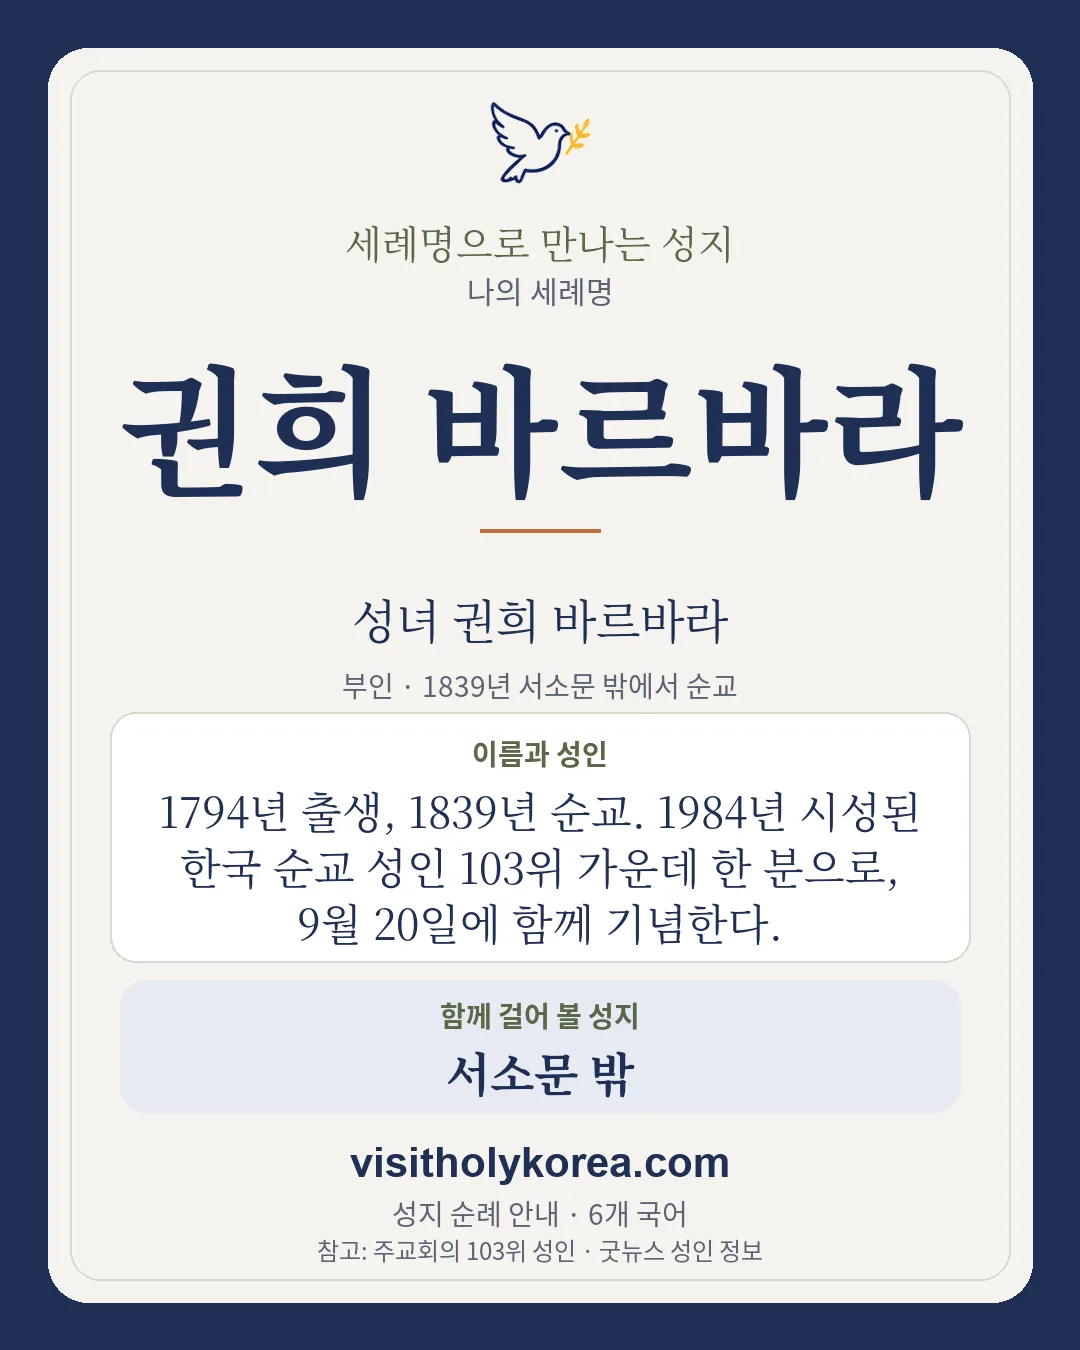 세례명으로 만나는 성지
나의 세례명
권희 바르바라
성녀 권희 바르바라
부인 · 1839년 서소문 밖에서 순교
이름과 성인
1794년 출생, 1839년 순교. 1984년 시성된
한국 순교 성인 103위 가운데 한 분으로,
9월 20일에 함께 기념한다.
함께 걸어 볼 성지
서소문 밖
visitholykorea.com
성지 순례 안내 · 6개 국어
참고: 주교회의 103위 성인 · 굿뉴스 성인 정보